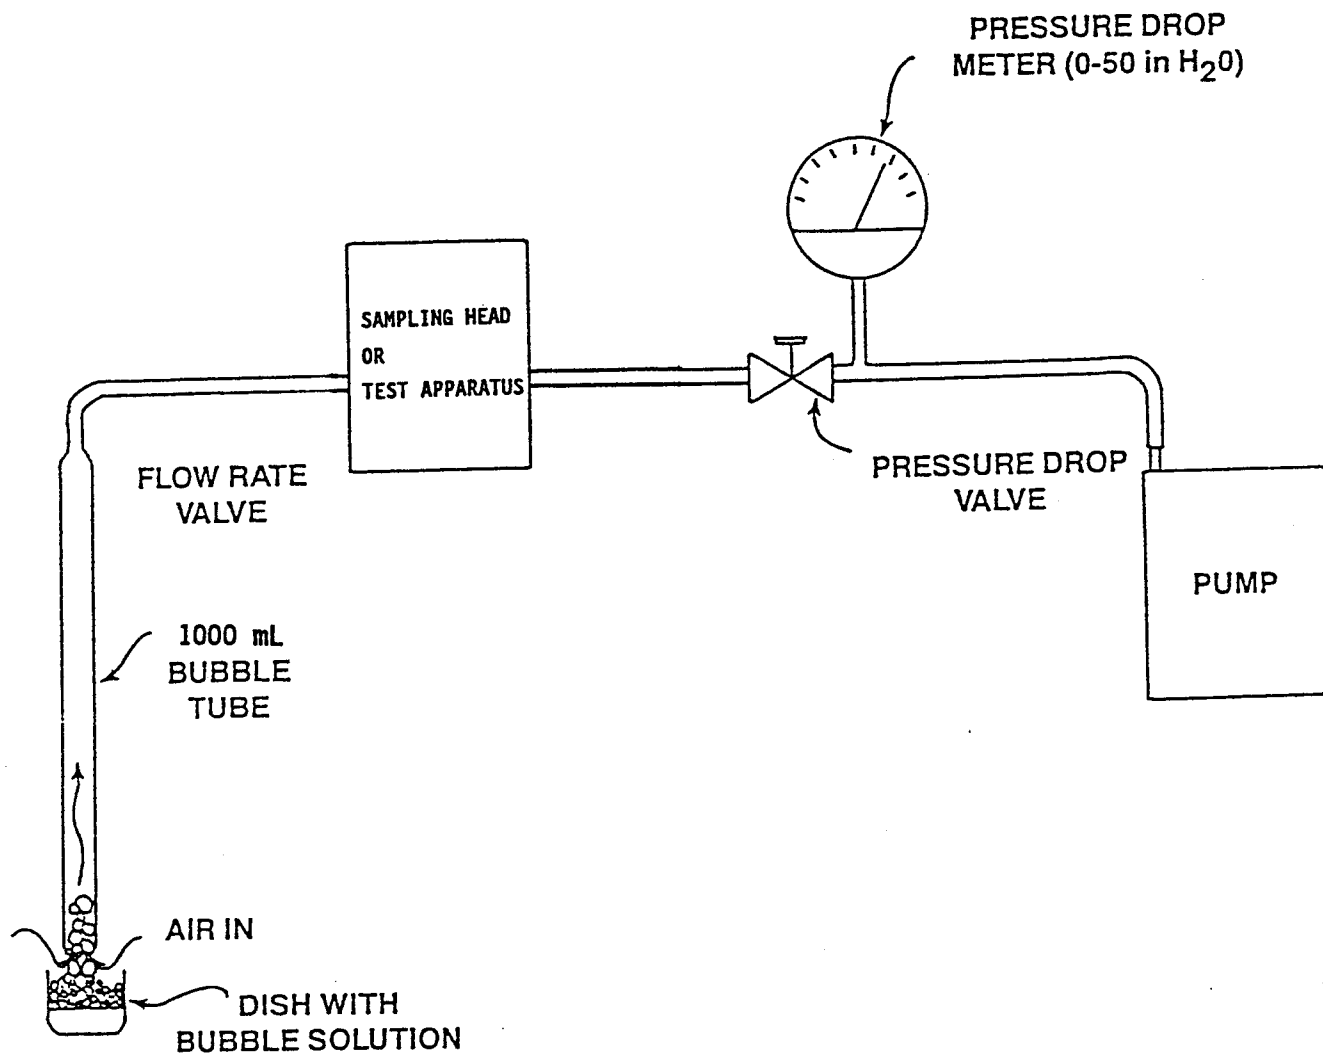 PRESSURE DROP
METER (0-50 in H₂0)
SAMPLING HEAD
OR
TEST APPARATUS
FLOW RATE
VALVE
PRESSURE DROP
VALVE
PUMP
1000 mL
BUBBLE
TUBE
AIR IN
DISH WITH
BUBBLE SOLUTION